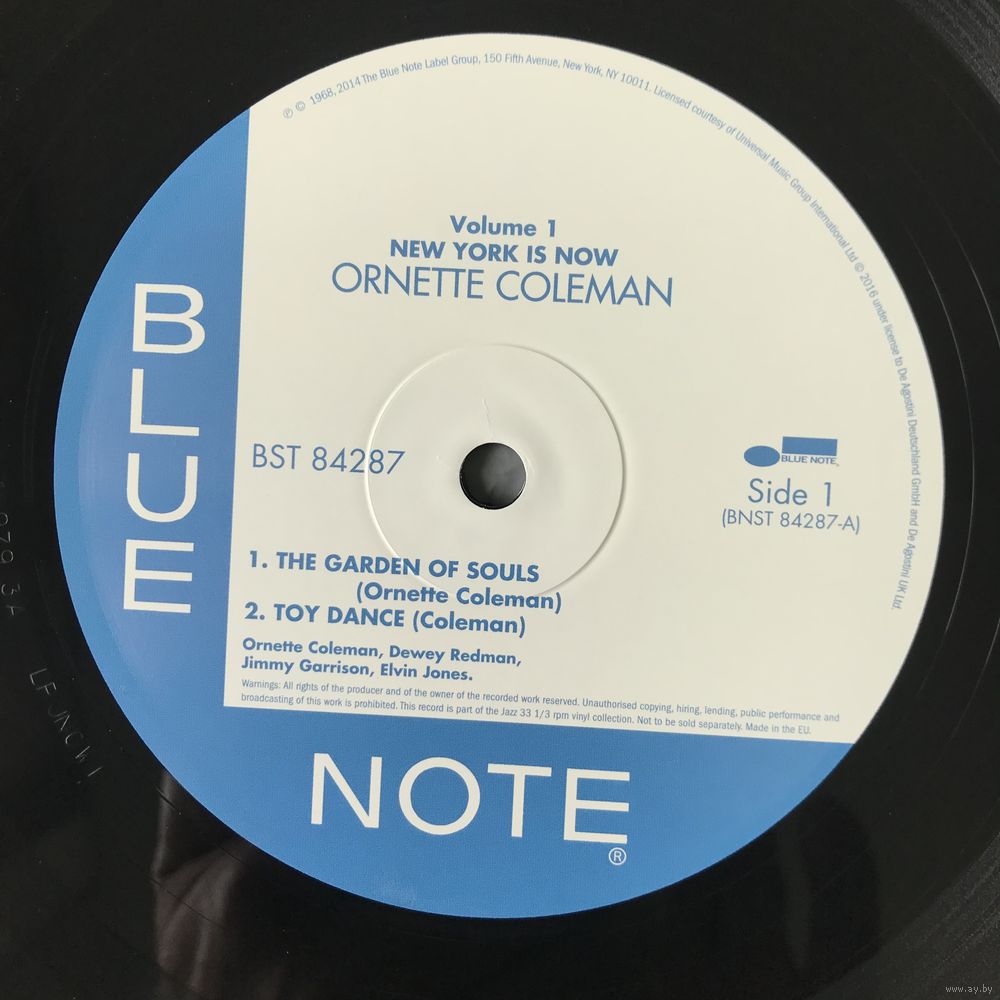 ℗ © 1968, 2014 The Blue Note Label Group, 150 Fifth Avenue, New York, NY 10011. Licensed courtesy of Universal Music Group International Ltd © 2016 under license to De Agostini Deutschland GmbH and De Agostini UK Ltd.
Volume 1
NEW YORK IS NOW
ORNETTE COLEMAN
BLUE
BST 84287
BLUE NOTE
Side 1
(BNST 84287-A)
1. THE GARDEN OF SOULS
(Ornette Coleman)
2. TOY DANCE (Coleman)
Ornette Coleman, Dewey Redman,
Jimmy Garrison, Elvin Jones.
Warnings: All rights of the producer and of the owner of the recorded work reserved. Unauthorised copying, hiring, lending, public performance and
broadcasting of this work is prohibited. This record is part of the Jazz 33 1/3 rpm vinyl collection. Not to be sold separately. Made in the EU.
NOTE®
www.ay.by